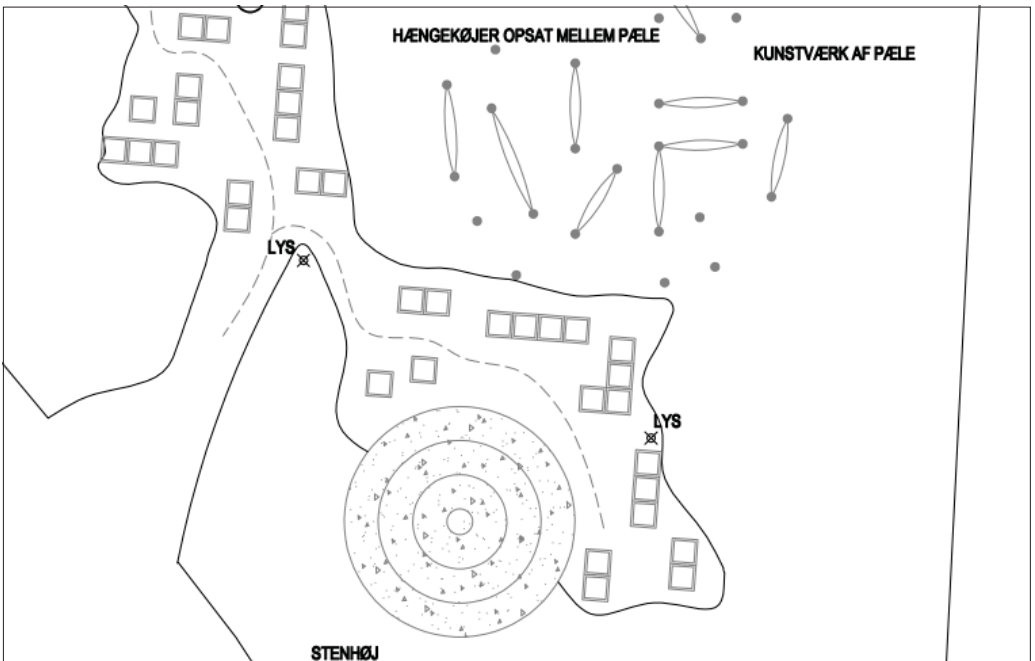 HÆNGEKØJER OPSAT MELLEM PÆLE
KUNSTVÆRK AF PÆLE
LYS
LYS
STENHØJ